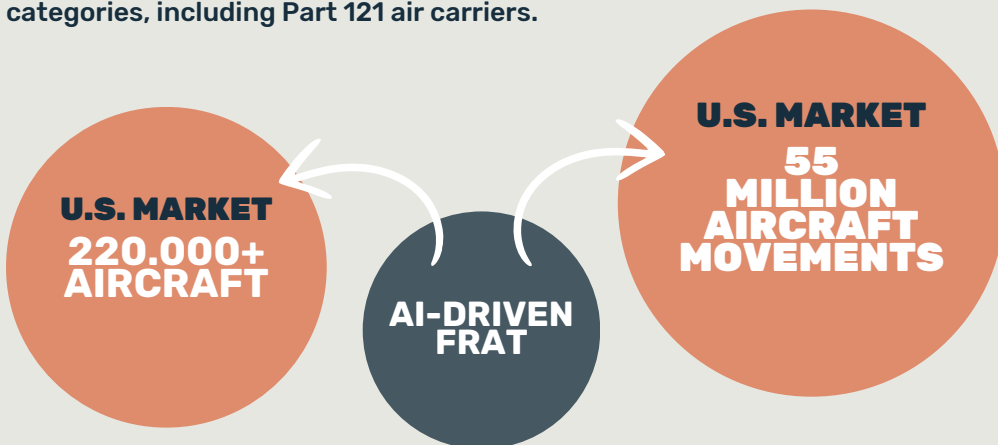 categories, including Part 121 air carriers.
U.S. MARKET
220.000+
AIRCRAFT
AI-DRIVEN
FRAT
U.S. MARKET
55
MILLION
AIRCRAFT
MOVEMENTS